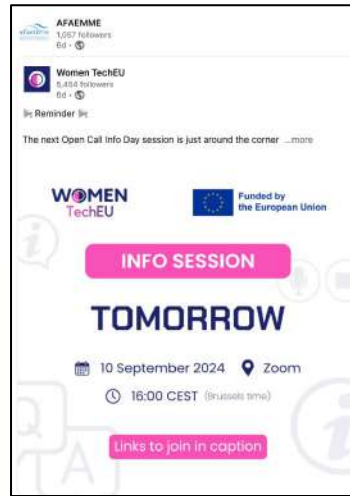 AFAEMME
1,057 followers
6d •
Women TechEU
5,454 followers
6d •
Reminder
The next Open Call Info Day session is just around the corner ...more
WOMEN
TechEU
Funded by
the European Union
INFO SESSION
TOMORROW
10 September 2024 Zoom
16:00 CEST (Brussels time)
Links to join in caption
Q
A